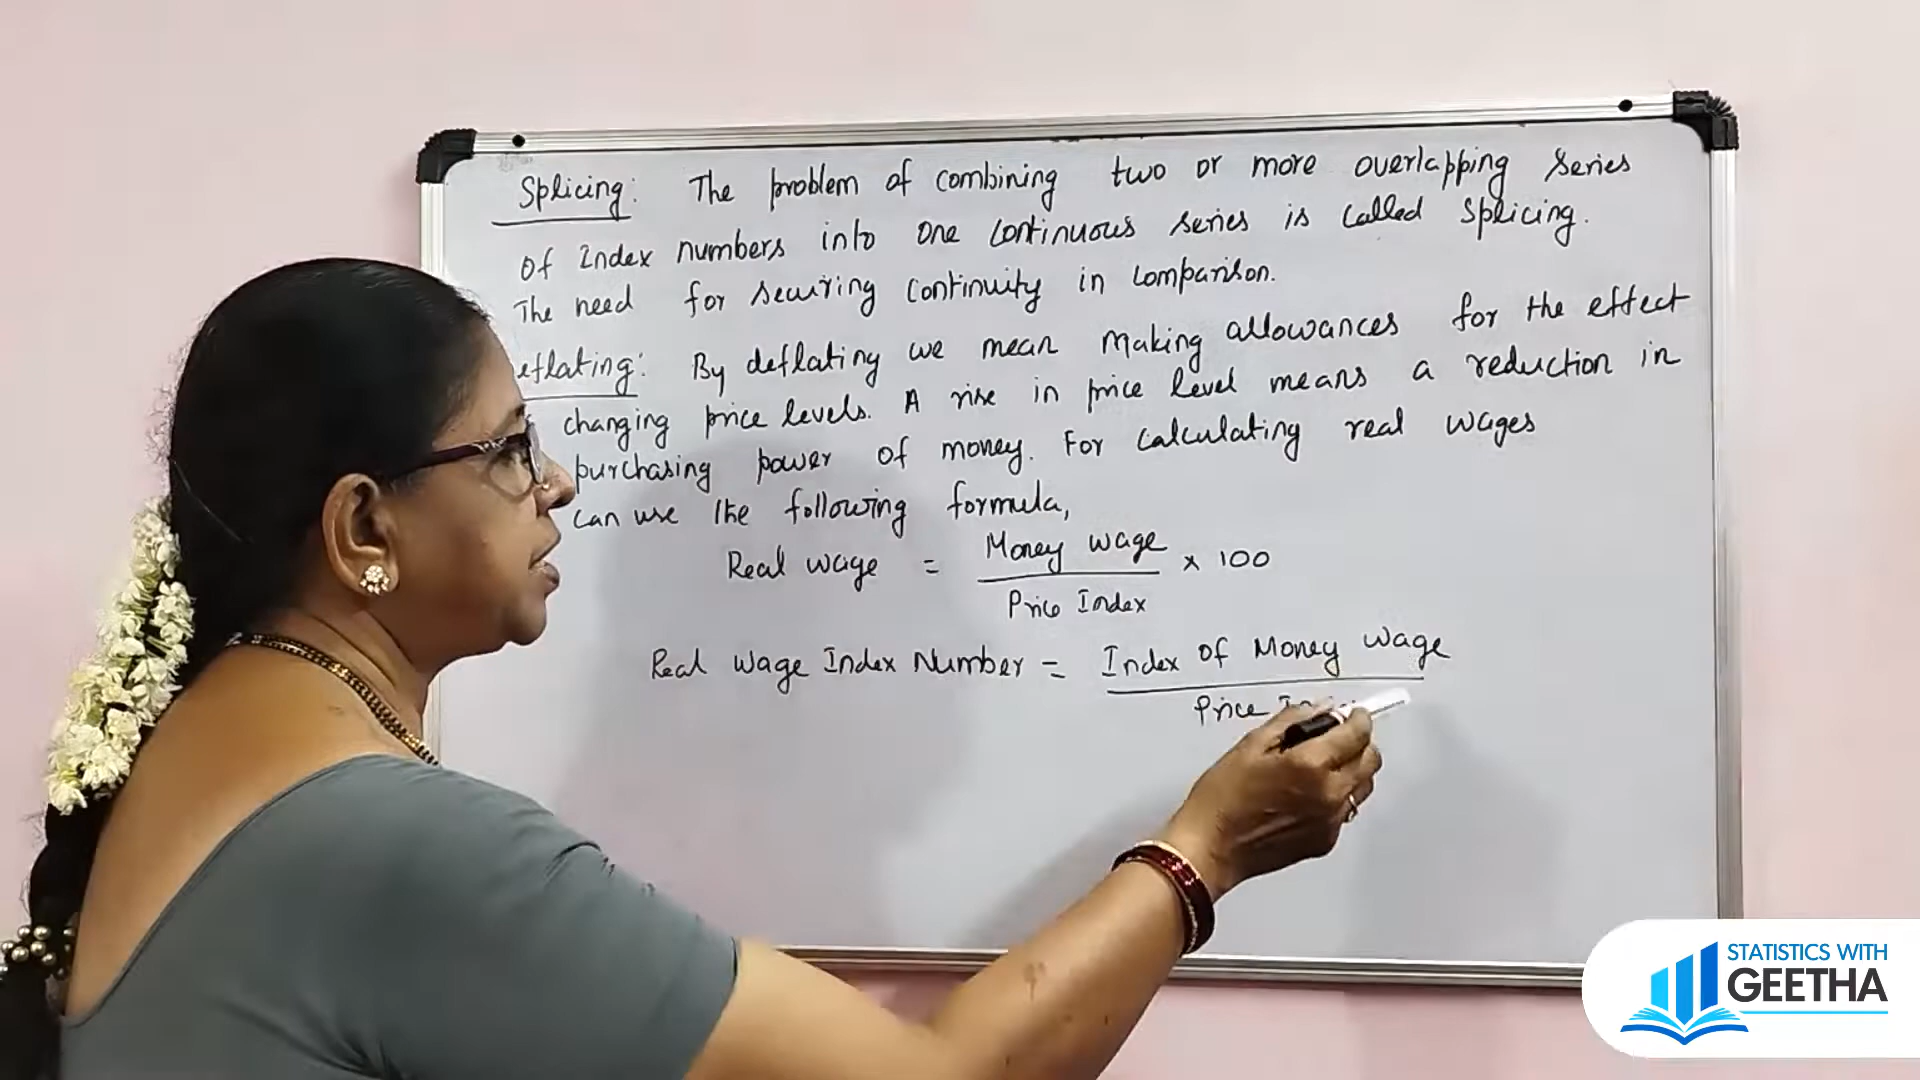 Splicing: The problem of combining two or more overlapping series
Of Index numbers into One Continuous series is called Splicing.
The need for securing Continuity in Comparison.
eflating: By deflating we mean Making allowances for the effect
changing price levels. A rise in price level means a reduction in
purchasing power of money. For Calculating real wages
Can use the following formula,
Real wage = Money wage / Price Index × 100
Real Wage Index Number = Index of Money Wage / Price
STATISTICS WITH
GEETHA